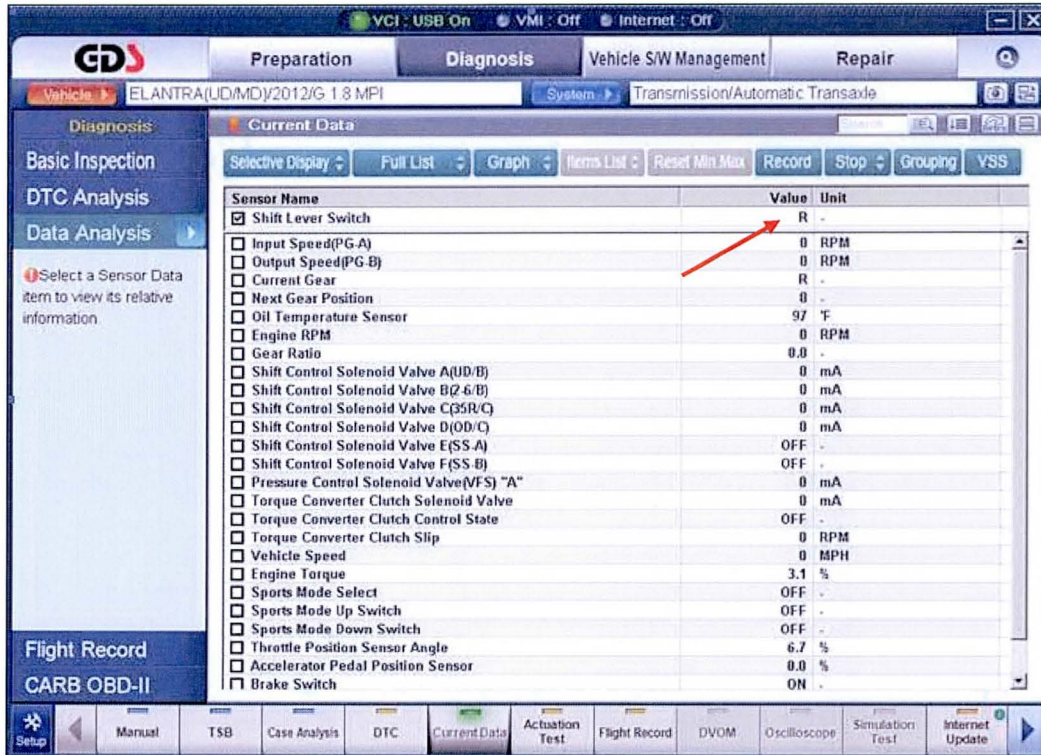 VCI : USB On VMI : Off Internet : Off
GDS Preparation Diagnosis Vehicle S/W Management Repair
Vehicle ELANTRA(UD/MD)/2012/G 1.8 MPI System Transmission/Automatic Transaxle
Diagnosis
Basic Inspection
DTC Analysis
Data Analysis
Select a Sensor Data
item to view its relative
information.
Flight Record
CARB OBD-II
Current Data Search
Selective Display Full List Graph Items List Reset Min.Max. Record Stop Grouping VSS
Sensor Name Value Unit
Shift Lever Switch R -
Input Speed(PG-A) 0 RPM
Output Speed(PG-B) 0 RPM
Current Gear R -
Next Gear Position 0 -
Oil Temperature Sensor 97 °F
Engine RPM 0 RPM
Gear Ratio 0.0 -
Shift Control Solenoid Valve A(UD/B) 0 mA
Shift Control Solenoid Valve B(2-6/B) 0 mA
Shift Control Solenoid Valve C(35R/C) 0 mA
Shift Control Solenoid Valve D(OD/C) 0 mA
Shift Control Solenoid Valve E(SS-A) OFF -
Shift Control Solenoid Valve F(SS-B) OFF -
Pressure Control Solenoid Valve(VFS) "A" 0 mA
Torque Converter Clutch Solenoid Valve 0 mA
Torque Converter Clutch Control State OFF -
Torque Converter Clutch Slip 0 RPM
Vehicle Speed 0 MPH
Engine Torque 3.1 %
Sports Mode Select OFF -
Sports Mode Up Switch OFF -
Sports Mode Down Switch OFF -
Throttle Position Sensor Angle 6.7 %
Accelerator Pedal Position Sensor 0.0 %
Brake Switch ON -
Setup Manual TSB Case Analysis DTC Current Data Actuation Test Flight Record DVOM Oscilloscope Simulation Test Internet Update